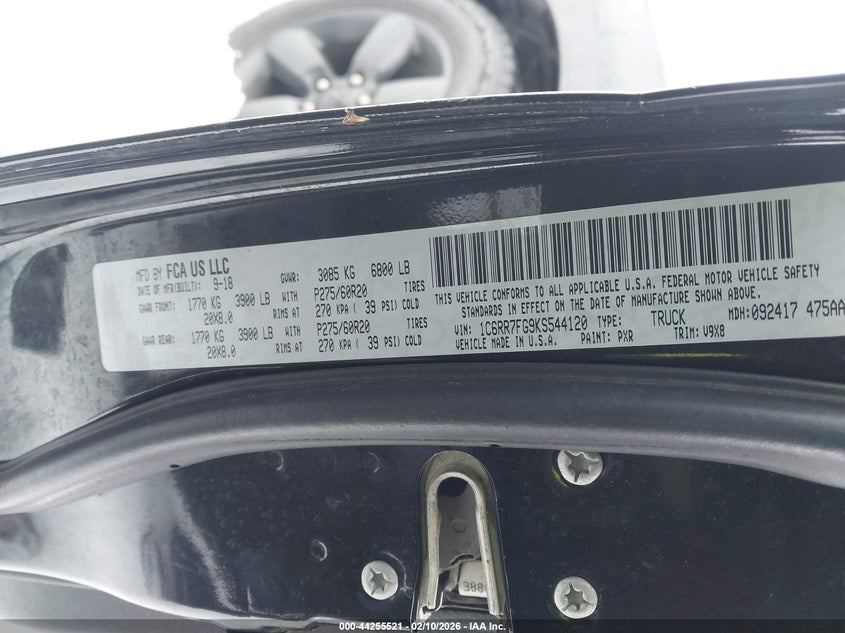 MFD BY FCA US LLC
DATE OF MFR(BUILT): 9-18
GVWR: 3085 KG 6800 LB
GAWR FRONT: 1770 KG 3900 LB WITH P275/60R20 TIRES
20X8.0 RIMS AT 270 KPA ( 39 PSI) COLD
GAWR REAR: 1770 KG 3900 LB WITH P275/60R20 TIRES
20X8.0 RIMS AT 270 KPA ( 39 PSI) COLD
THIS VEHICLE CONFORMS TO ALL APPLICABLE U.S.A. FEDERAL MOTOR VEHICLE SAFETY
STANDARDS IN EFFECT ON THE DATE OF MANUFACTURE SHOWN ABOVE.
VIN: 1C6RR7FG9KS544120 TYPE: TRUCK MDH:092417 475AA
VEHICLE MADE IN U.S.A. PAINT: PXR TRIM: V9X8
000-44255521 - 02/10/2026 - IAA Inc.